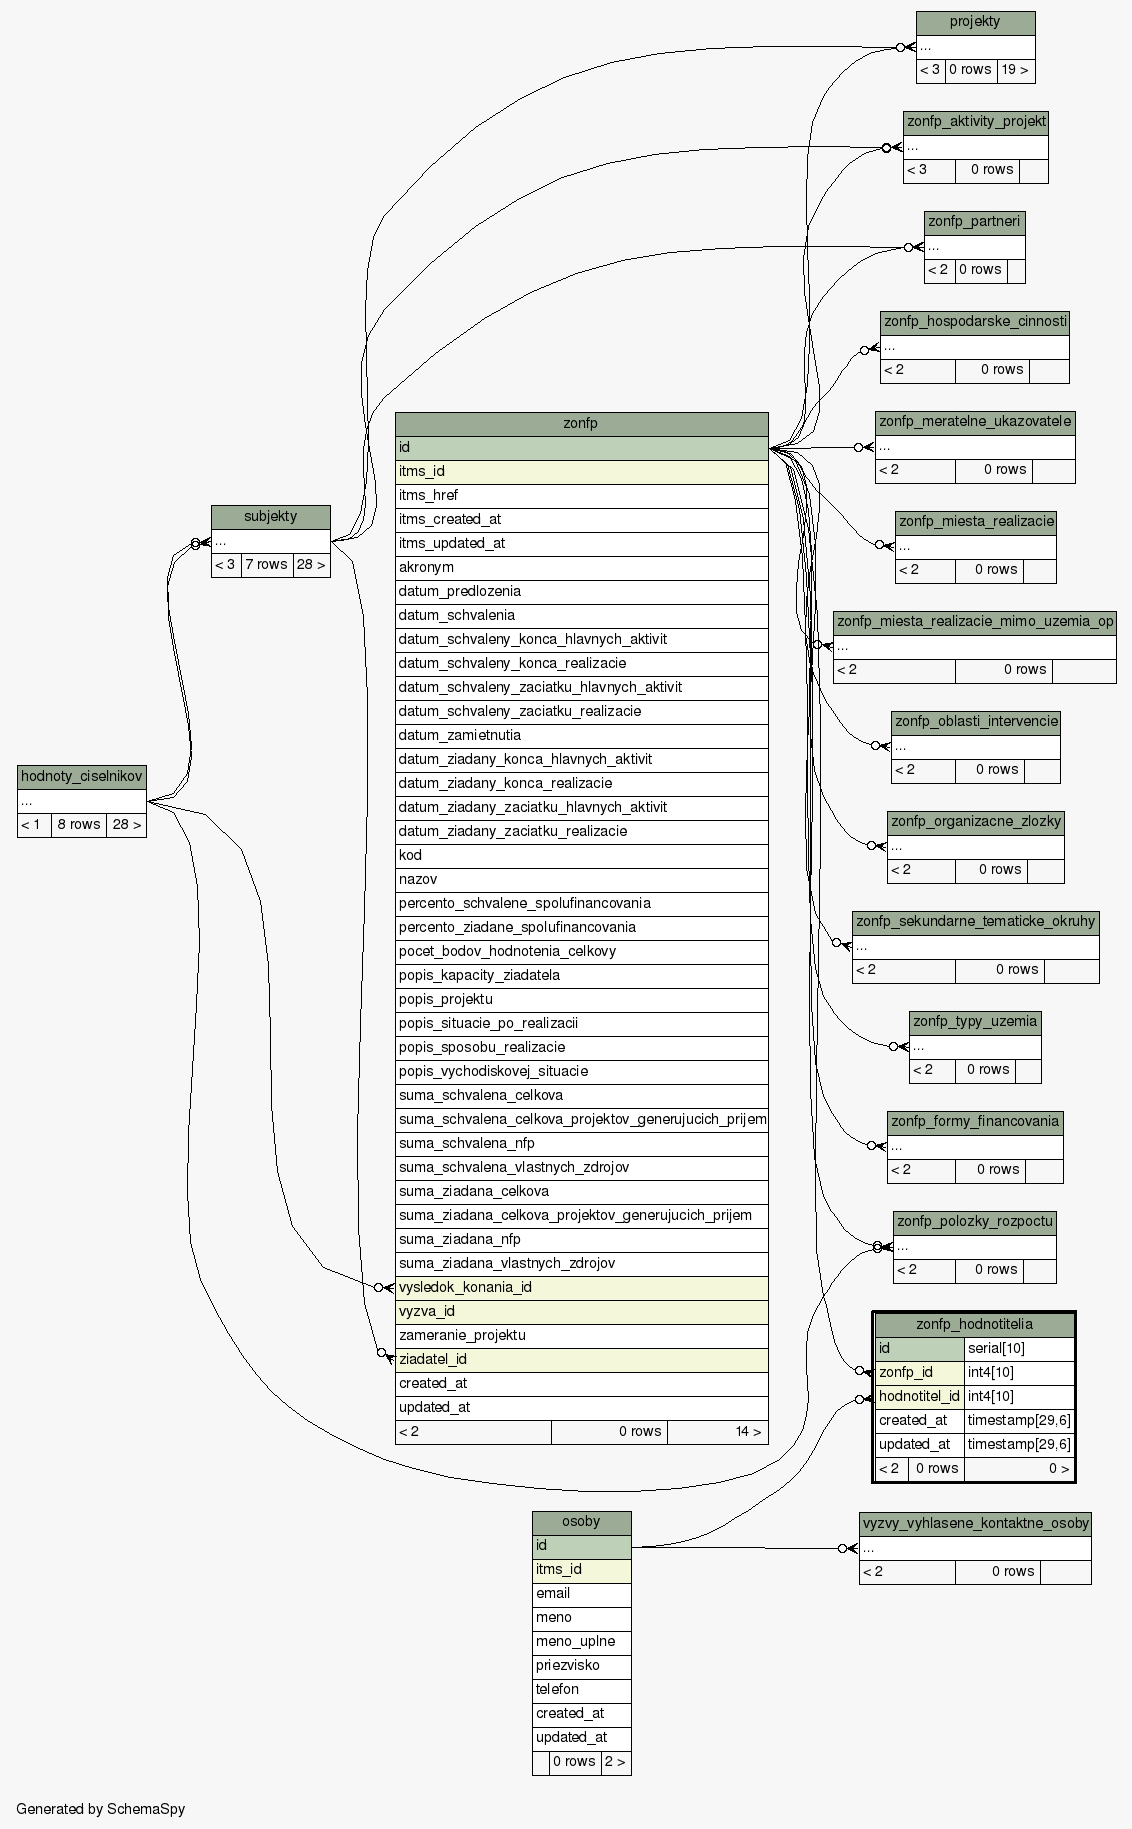 projekty
...
< 3 0 rows 19 >
zonfp_aktivity_projekt
...
< 3 0 rows
zonfp_partneri
...
< 2 0 rows
zonfp_hospodarske_cinnosti
...
< 2 0 rows
zonfp_meratelne_ukazovatele
...
< 2 0 rows
zonfp_miesta_realizacie
...
< 2 0 rows
zonfp_miesta_realizacie_mimo_uzemia_op
...
< 2 0 rows
zonfp_oblasti_intervencie
...
< 2 0 rows
zonfp_organizacne_zlozky
...
< 2 0 rows
zonfp_sekundarne_tematicke_okruhy
...
< 2 0 rows
zonfp_typy_uzemia
...
< 2 0 rows
zonfp_formy_financovania
...
< 2 0 rows
zonfp_polozky_rozpoctu
...
< 2 0 rows
zonfp_hodnotitelia
id serial[10]
zonfp_id int4[10]
hodnotitel_id int4[10]
created_at timestamp[29,6]
updated_at timestamp[29,6]
< 2 0 rows 0 >
vyzvy_vyhlasene_kontaktne_osoby
...
< 2 0 rows
zonfp
id
itms_id
itms_href
itms_created_at
itms_updated_at
akronym
datum_predlozenia
datum_schvalenia
datum_schvaleny_konca_hlavnych_aktivit
datum_schvaleny_konca_realizacie
datum_schvaleny_zaciatku_hlavnych_aktivit
datum_schvaleny_zaciatku_realizacie
datum_zamietnutia
datum_ziadany_konca_hlavnych_aktivit
datum_ziadany_konca_realizacie
datum_ziadany_zaciatku_hlavnych_aktivit
datum_ziadany_zaciatku_realizacie
kod
nazov
percento_schvalene_spolufinancovania
percento_ziadane_spolufinancovania
pocet_bodov_hodnotenia_celkovy
popis_kapacity_ziadatela
popis_projektu
popis_situacie_po_realizacii
popis_sposobu_realizacie
popis_vychodiskovej_situacie
suma_schvalena_celkova
suma_schvalena_celkova_projektov_generujucich_prijem
suma_schvalena_nfp
suma_schvalena_vlastnych_zdrojov
suma_ziadana_celkova
suma_ziadana_celkova_projektov_generujucich_prijem
suma_ziadana_nfp
suma_ziadana_vlastnych_zdrojov
vysledok_konania_id
vyzva_id
zameranie_projektu
ziadatel_id
created_at
updated_at
< 2 0 rows 14 >
subjekty
...
< 3 7 rows 28 >
hodnoty_ciselnikov
...
< 1 8 rows 28 >
osoby
id
itms_id
email
meno
meno_uplne
priezvisko
telefon
created_at
updated_at
0 rows 2 >
Generated by SchemaSpy